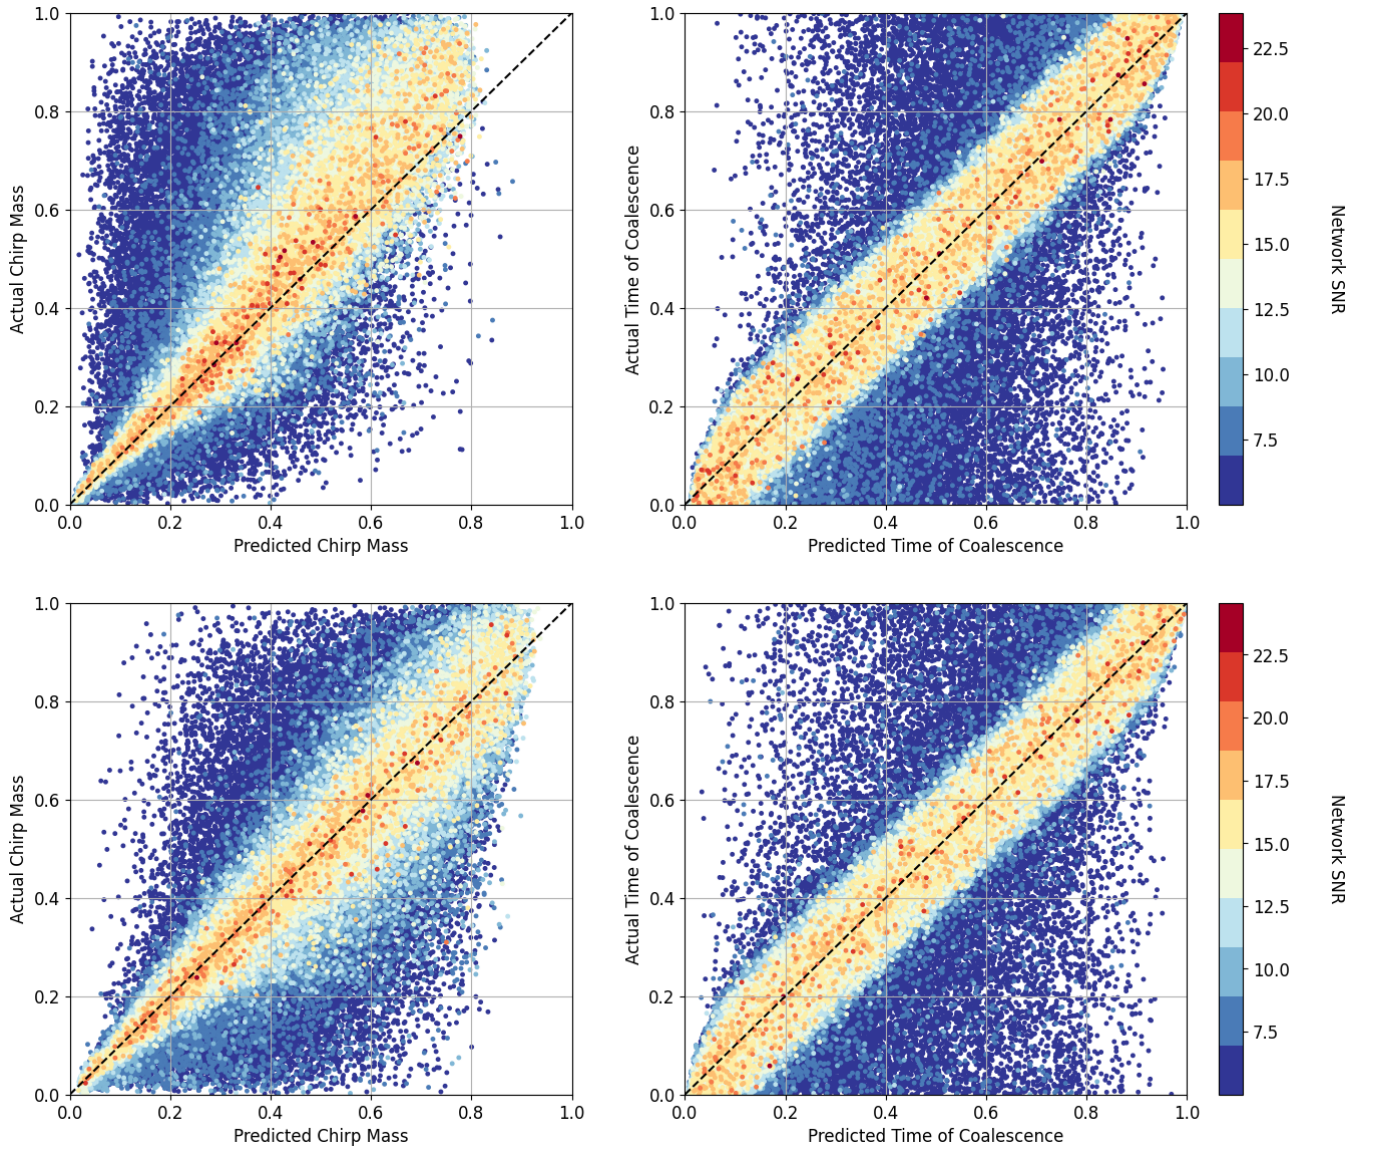 1.0
0.8
0.6
0.4
0.2
0.0
Actual Chirp Mass
0.0 0.2 0.4 0.6 0.8 1.0
Predicted Chirp Mass
1.0
0.8
0.6
0.4
0.2
0.0
Actual Time of Coalescence
0.0 0.2 0.4 0.6 0.8 1.0
Predicted Time of Coalescence
22.5
20.0
17.5
15.0
12.5
10.0
7.5
Network SNR
1.0
0.8
0.6
0.4
0.2
0.0
Actual Chirp Mass
0.0 0.2 0.4 0.6 0.8 1.0
Predicted Chirp Mass
1.0
0.8
0.6
0.4
0.2
0.0
Actual Time of Coalescence
0.0 0.2 0.4 0.6 0.8 1.0
Predicted Time of Coalescence
22.5
20.0
17.5
15.0
12.5
10.0
7.5
Network SNR